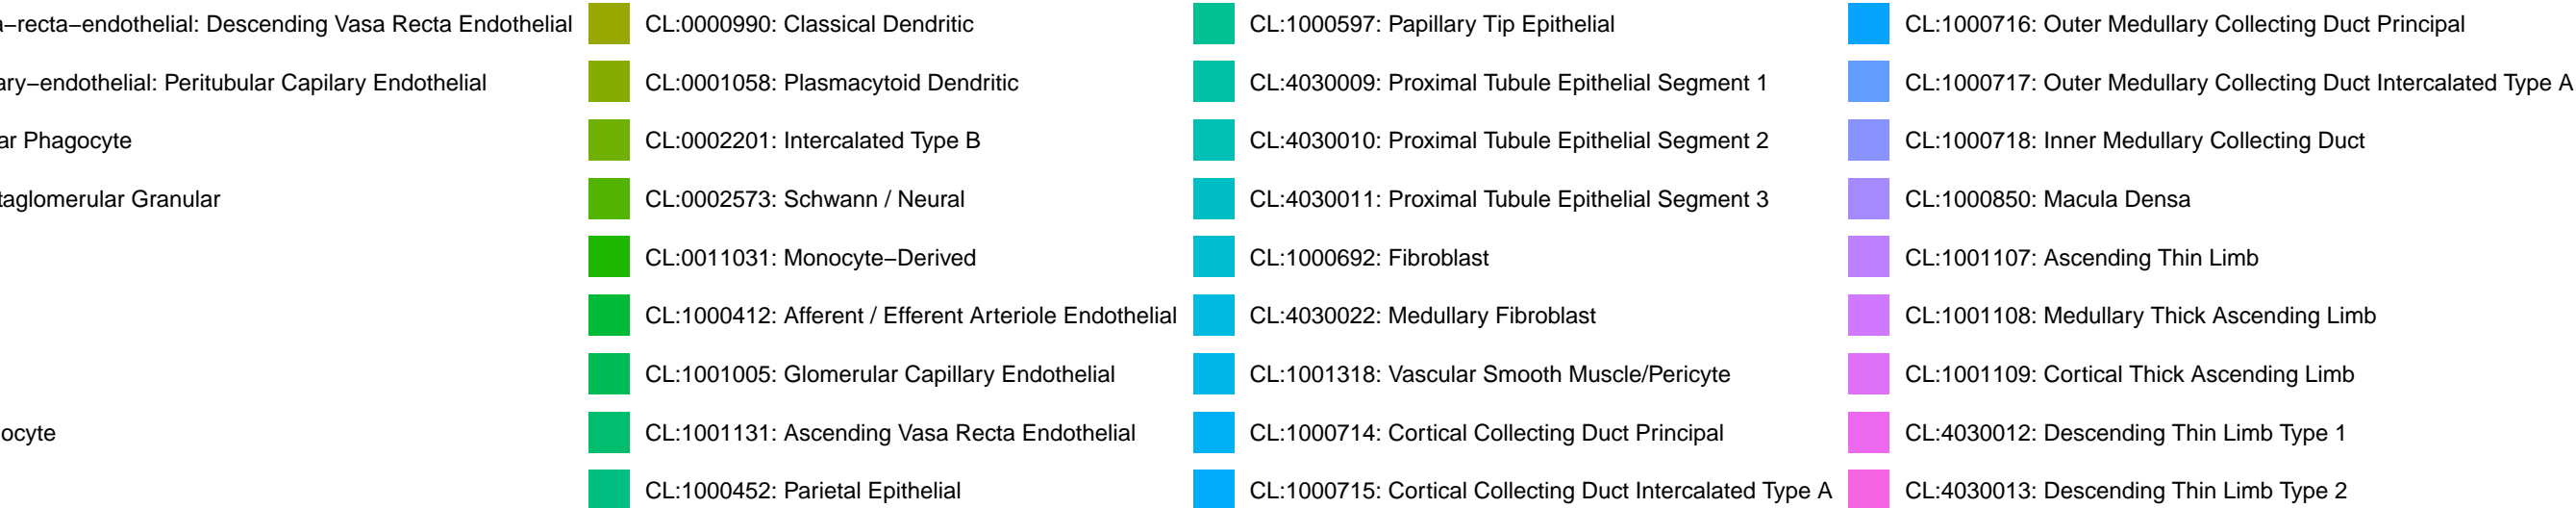 recta−endothelial: Descending Vasa Recta Endothelial
endothelial: Peritubular Capilary Endothelial
Phagocyte
Granular
CL:0000990: Classical Dendritic
CL:0001058: Plasmacytoid Dendritic
CL:0002201: Intercalated Type B
CL:0002573: Schwann / Neural
CL:0011031: Monocyte−Derived
CL:1000412: Afferent / Efferent Arteriole Endothelial
CL:1001005: Glomerular Capillary Endothelial
CL:1001131: Ascending Vasa Recta Endothelial
CL:1000452: Parietal Epithelial
CL:1000597: Papillary Tip Epithelial
CL:4030009: Proximal Tubule Epithelial Segment 1
CL:4030010: Proximal Tubule Epithelial Segment 2
CL:4030011: Proximal Tubule Epithelial Segment 3
CL:1000692: Fibroblast
CL:4030022: Medullary Fibroblast
CL:1001318: Vascular Smooth Muscle/Pericyte
CL:1000714: Cortical Collecting Duct Principal
CL:1000715: Cortical Collecting Duct Intercalated Type A
CL:1000716: Outer Medullary Collecting Duct Principal
CL:1000717: Outer Medullary Collecting Duct Intercalated Type A
CL:1000718: Inner Medullary Collecting Duct
CL:1000850: Macula Densa
CL:1001107: Ascending Thin Limb
CL:1001108: Medullary Thick Ascending Limb
CL:1001109: Cortical Thick Ascending Limb
CL:4030012: Descending Thin Limb Type 1
CL:4030013: Descending Thin Limb Type 2